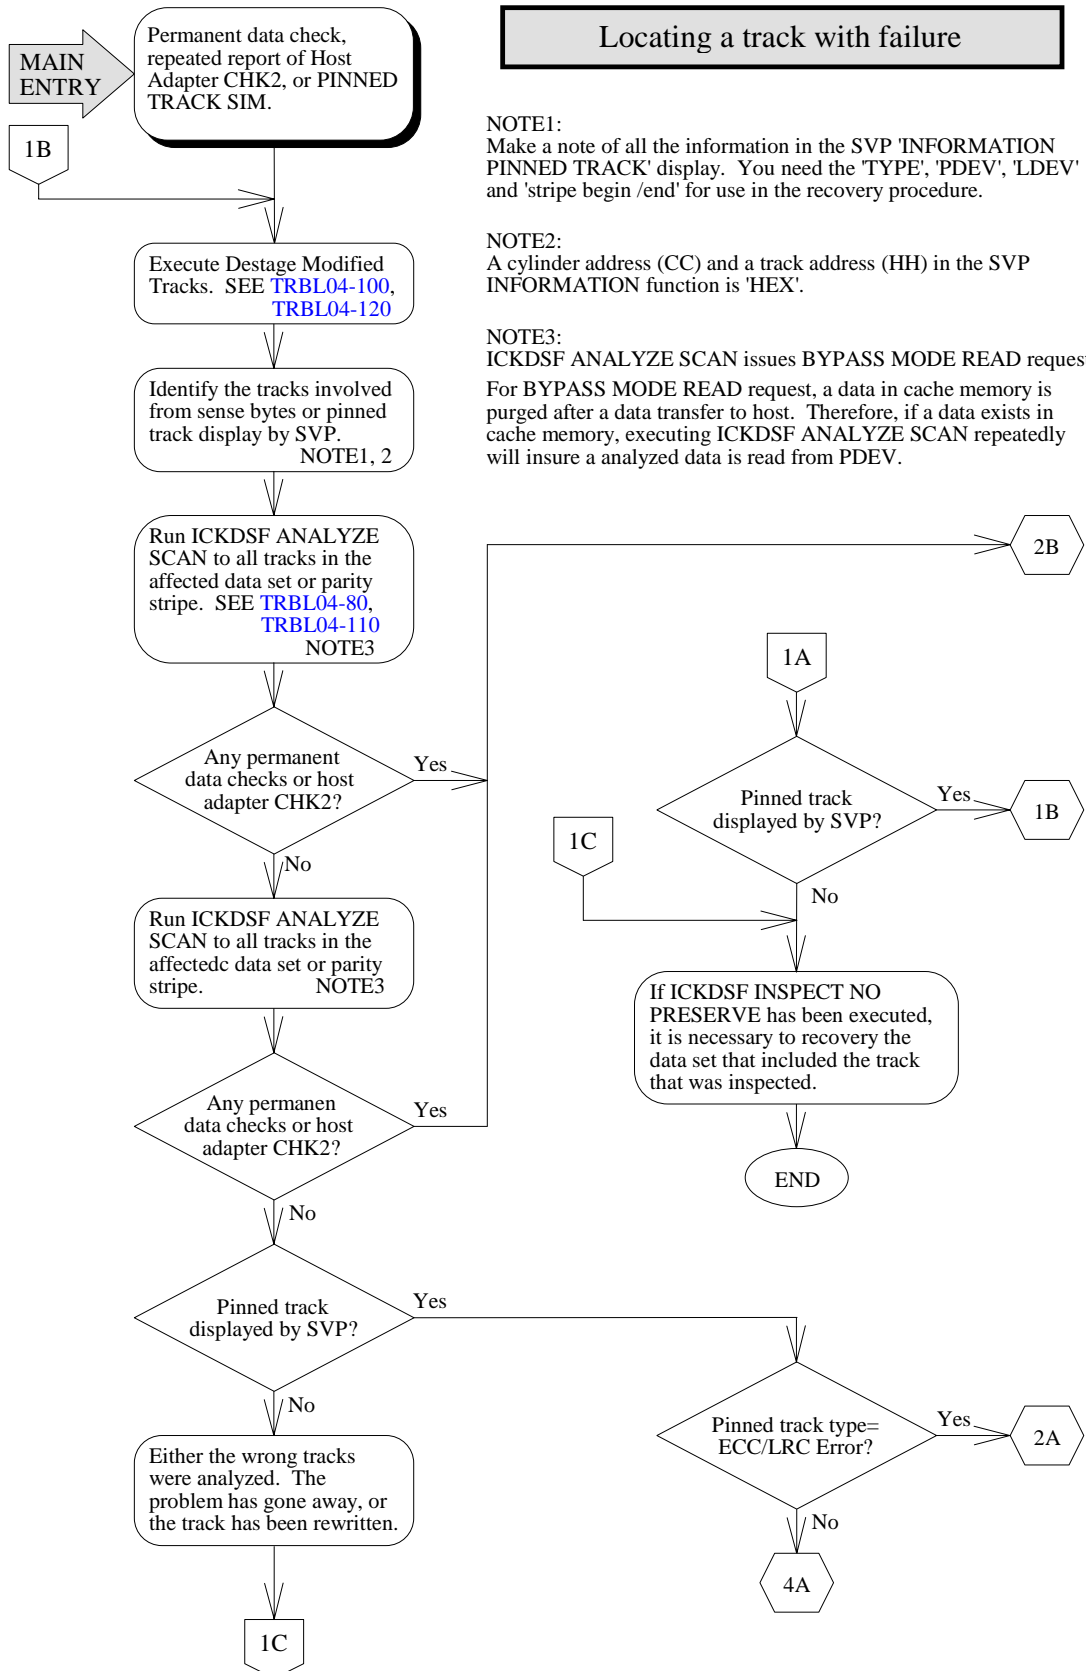 Locating a track with failure
MAIN
ENTRY
Permanent data check,
repeated report of Host
Adapter CHK2, or PINNED
TRACK SIM.
1B
NOTE1:
Make a note of all the information in the SVP 'INFORMATION
PINNED TRACK' display. You need the 'TYPE', 'PDEV', 'LDEV'
and 'stripe begin /end' for use in the recovery procedure.
NOTE2:
A cylinder address (CC) and a track address (HH) in the SVP
INFORMATION function is 'HEX'.
NOTE3:
ICKDSF ANALYZE SCAN issues BYPASS MODE READ reques
For BYPASS MODE READ request, a data in cache memory is
purged after a data transfer to host. Therefore, if a data exists in
cache memory, executing ICKDSF ANALYZE SCAN repeatedly
will insure a analyzed data is read from PDEV.
Execute Destage Modified
Tracks. SEE TRBL04-100,
TRBL04-120
Identify the tracks involved
from sense bytes or pinned
track display by SVP.
NOTE1, 2
Run ICKDSF ANALYZE
SCAN to all tracks in the
affected data set or parity
stripe. SEE TRBL04-80,
TRBL04-110
NOTE3
2B
Any permanent
data checks or host
adapter CHK2?
Yes
No
Run ICKDSF ANALYZE
SCAN to all tracks in the
affectedc data set or parity
stripe. NOTE3
Any permanen
data checks or host
adapter CHK2?
Yes
No
Pinned track
displayed by SVP?
Yes
No
Either the wrong tracks
were analyzed. The
problem has gone away, or
the track has been rewritten.
1C
1A
Pinned track
displayed by SVP?
Yes
1B
No
1C
If ICKDSF INSPECT NO
PRESERVE has been executed,
it is necessary to recovery the
data set that included the track
that was inspected.
END
Pinned track type=
ECC/LRC Error?
Yes
2A
No
4A